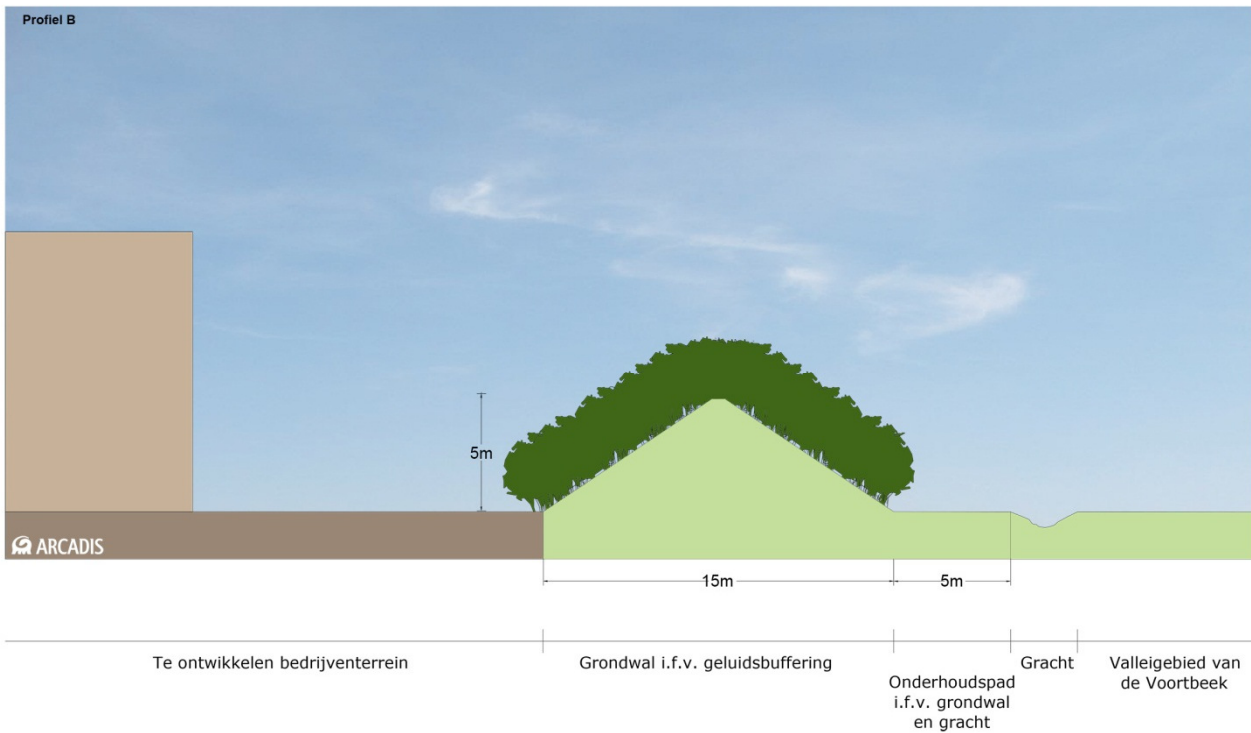 Profiel B
5m
ARCADIS
15m
5m
Te ontwikkelen bedrijventerrein
Grondwal i.f.v. geluidsbuffering
Onderhoudspad
i.f.v. grondwal
en gracht
Gracht
Valleigebied van
de Voortbeek